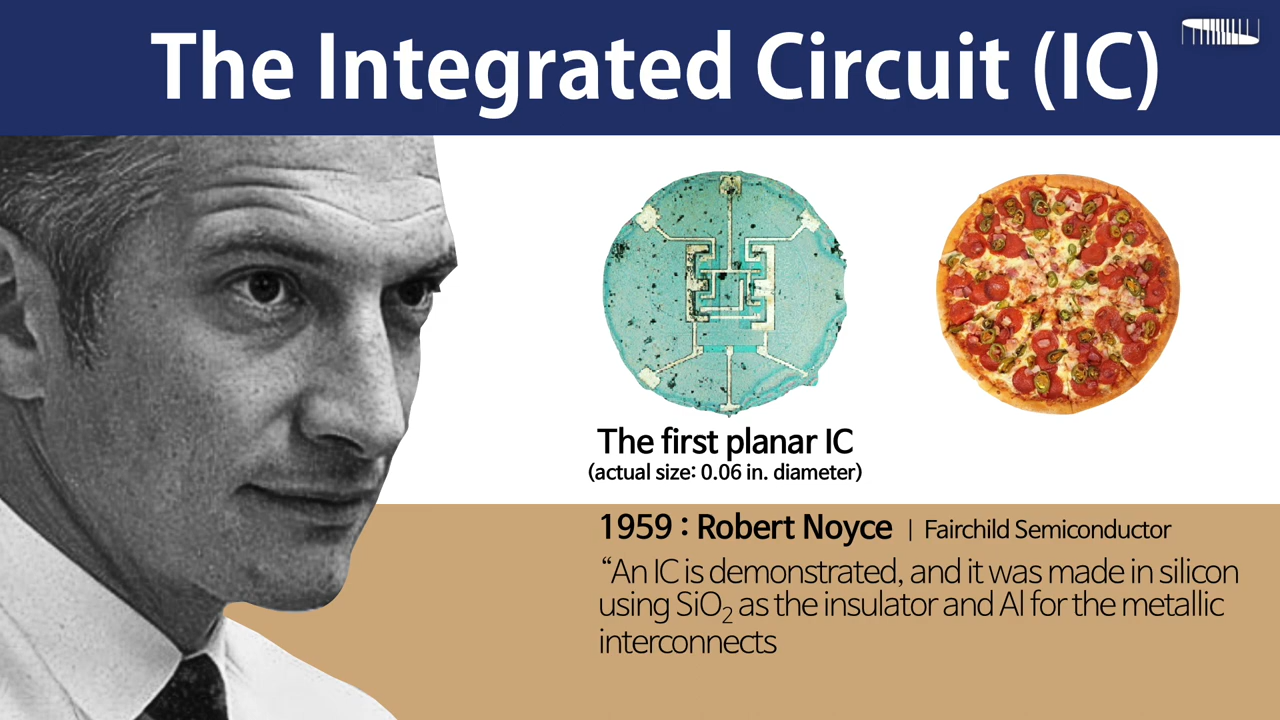 The Integrated Circuit (IC)
The first planar IC
(actual size: 0.06 in. diameter)
1959 : Robert Noyce | Fairchild Semiconductor
“An IC is demonstrated, and it was made in silicon
using SiO₂ as the insulator and Al for the metallic
interconnects